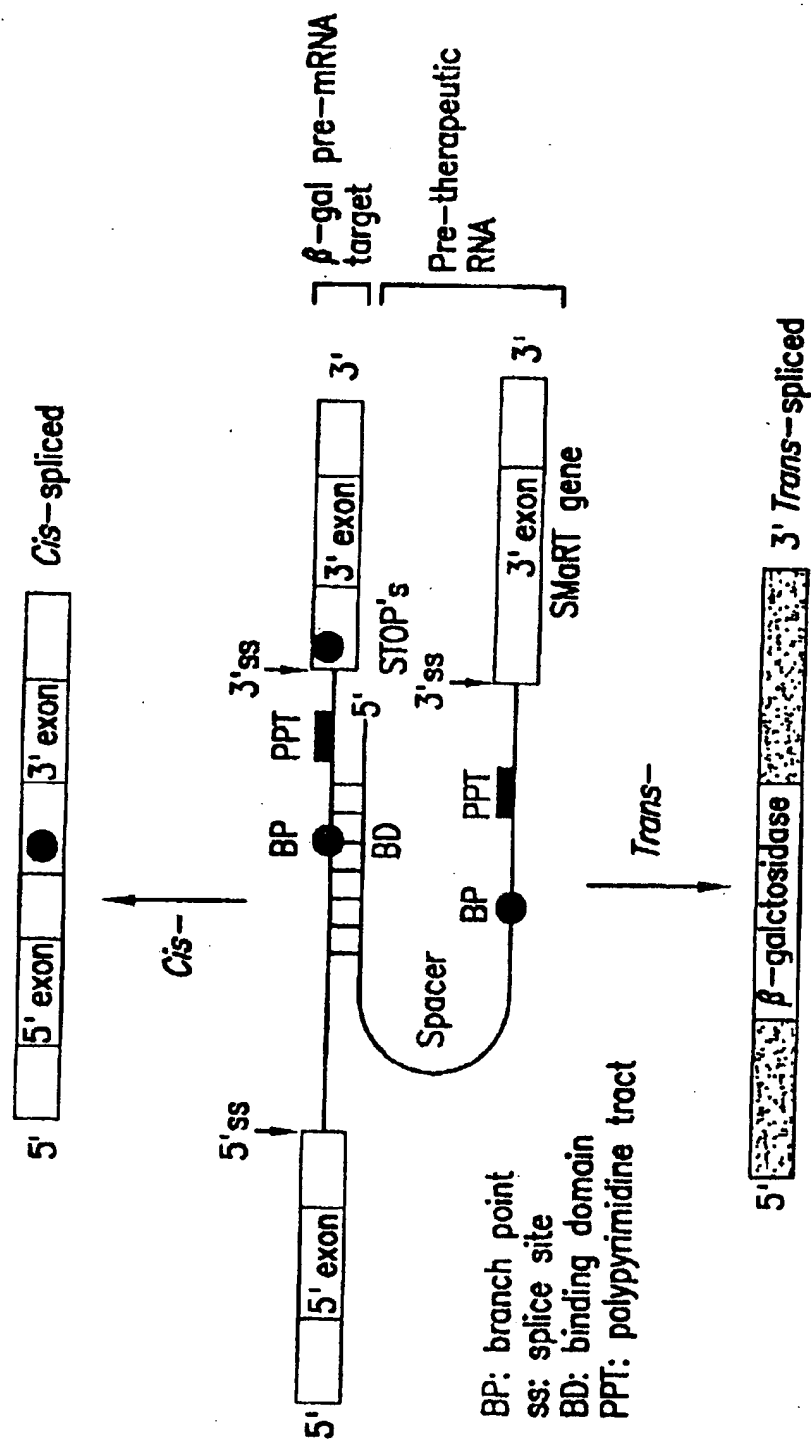 5'
5' exon
3' exon
Cis-spliced
Cis-
5'
5' exon
5'ss
BP
PPT
3'ss
3' exon
3'
STOP's
BD
5'
β-gal pre-mRNA
target
Pre-therapeutic
RNA
Spacer
BP
PPT
3'ss
3' exon
3'
SMaRT gene
BP: branch point
ss: splice site
BD: binding domain
PPT: polypyrimidine tract
Trans-
5'
β-galctosidase
3' Trans-spliced